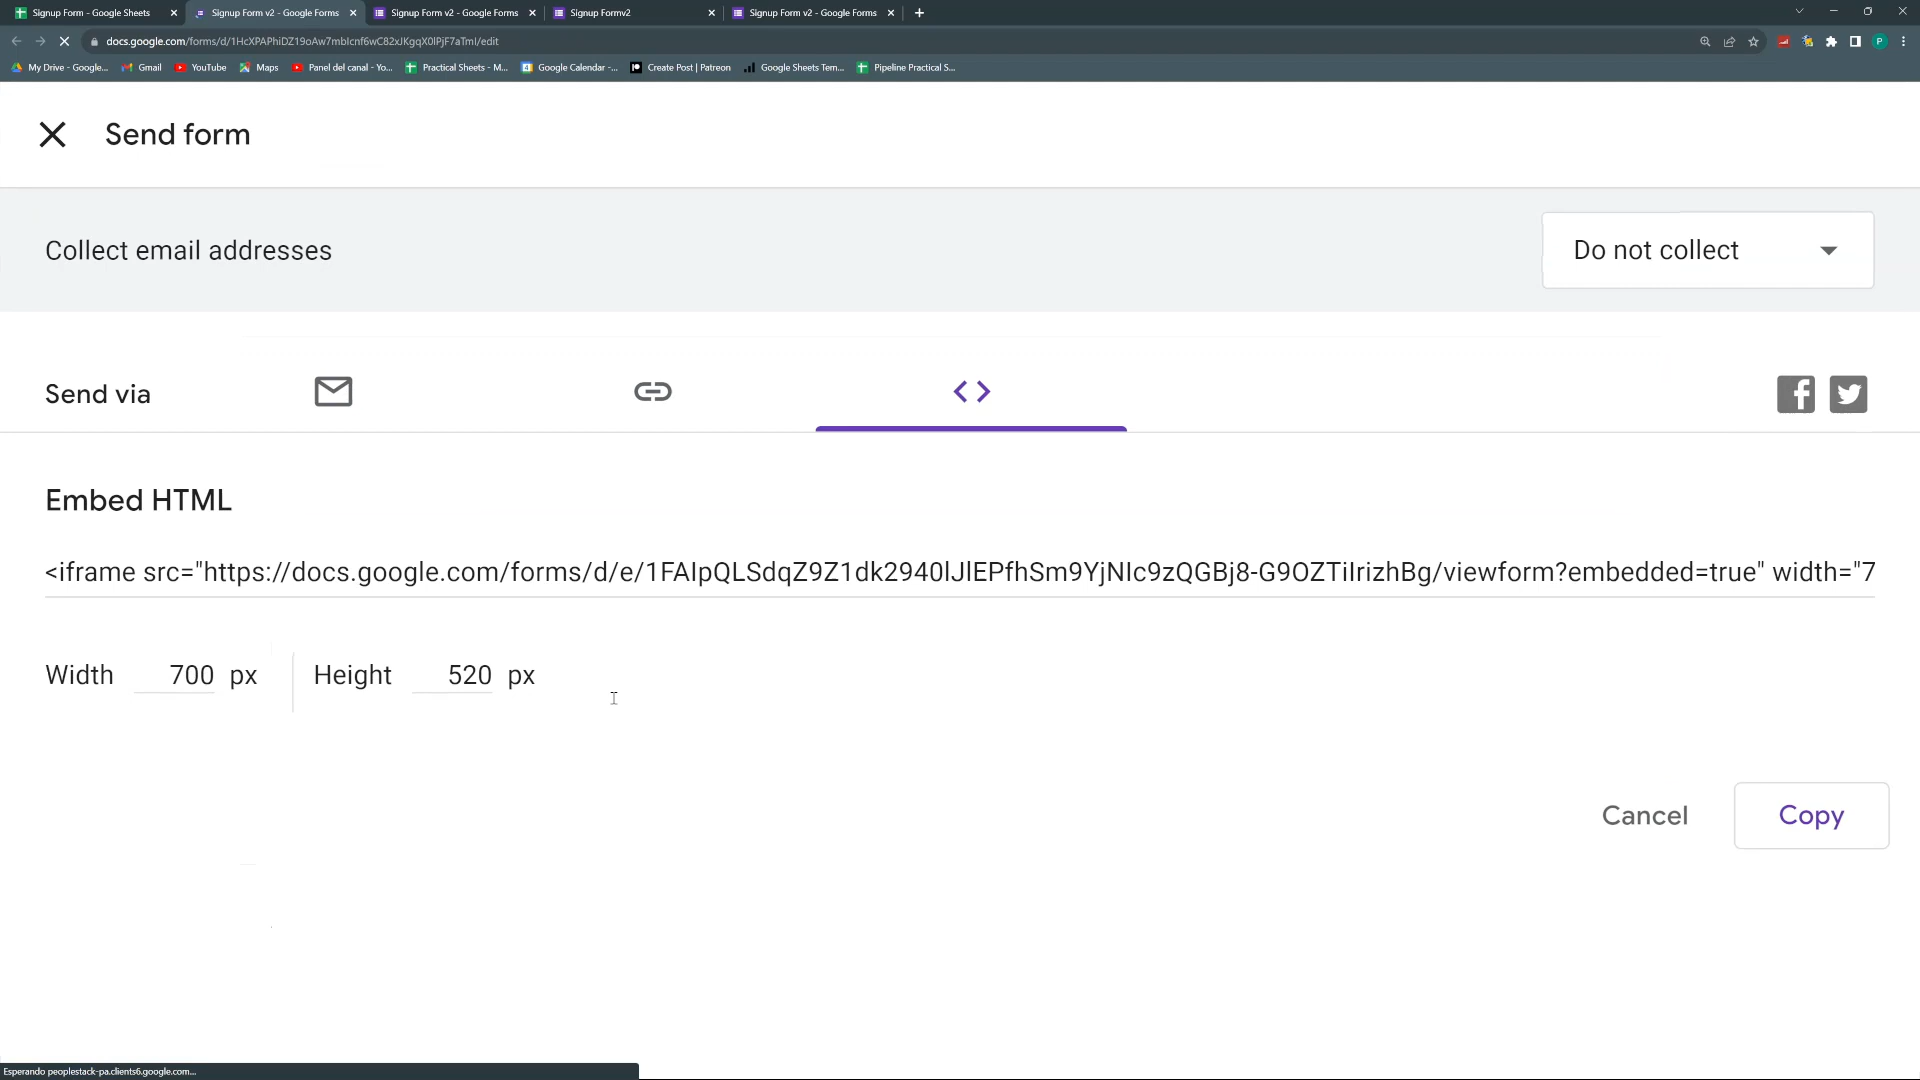 Signup Form - Google Sheets
Signup Form v2 - Google Forms
Signup Form v2 - Google Forms
Signup Formv2
Signup Form v2 - Google Forms
docs.google.com/forms/d/1HcXPAPhiDZ19oAw7mbIcnf6wC82xJKgqX0lPjF7aTmI/edit
My Drive - Google...
Gmail
YouTube
Maps
Panel del canal - Yo...
Practical Sheets - M...
Google Calendar -...
Create Post | Patreon
Google Sheets Tem...
Pipeline Practical S...
Send form
Collect email addresses
Do not collect
Send via
Embed HTML
<iframe src="https://docs.google.com/forms/d/e/1FAIpQLSdqZ9Z1dk2940lJlEPfhSm9YjNIc9zQGBj8-G9OZTiIrizhBg/viewform?embedded=true" width="7
Width 700 px Height 520 px
Cancel
Copy
Esperando peoplestack-pa.clients6.google.com...